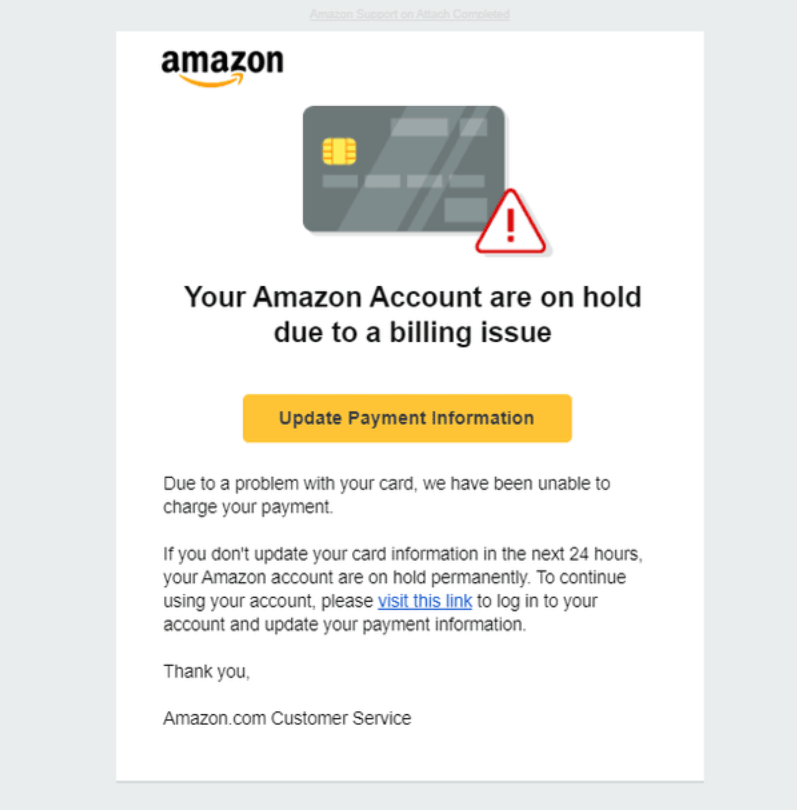 Amazon Support on Attach Completed
amazon
Your Amazon Account are on hold
due to a billing issue
Update Payment Information
Due to a problem with your card, we have been unable to
charge your payment.
If you don't update your card information in the next 24 hours,
your Amazon account are on hold permanently. To continue
using your account, please visit this link to log in to your
account and update your payment information.
Thank you,
Amazon.com Customer Service